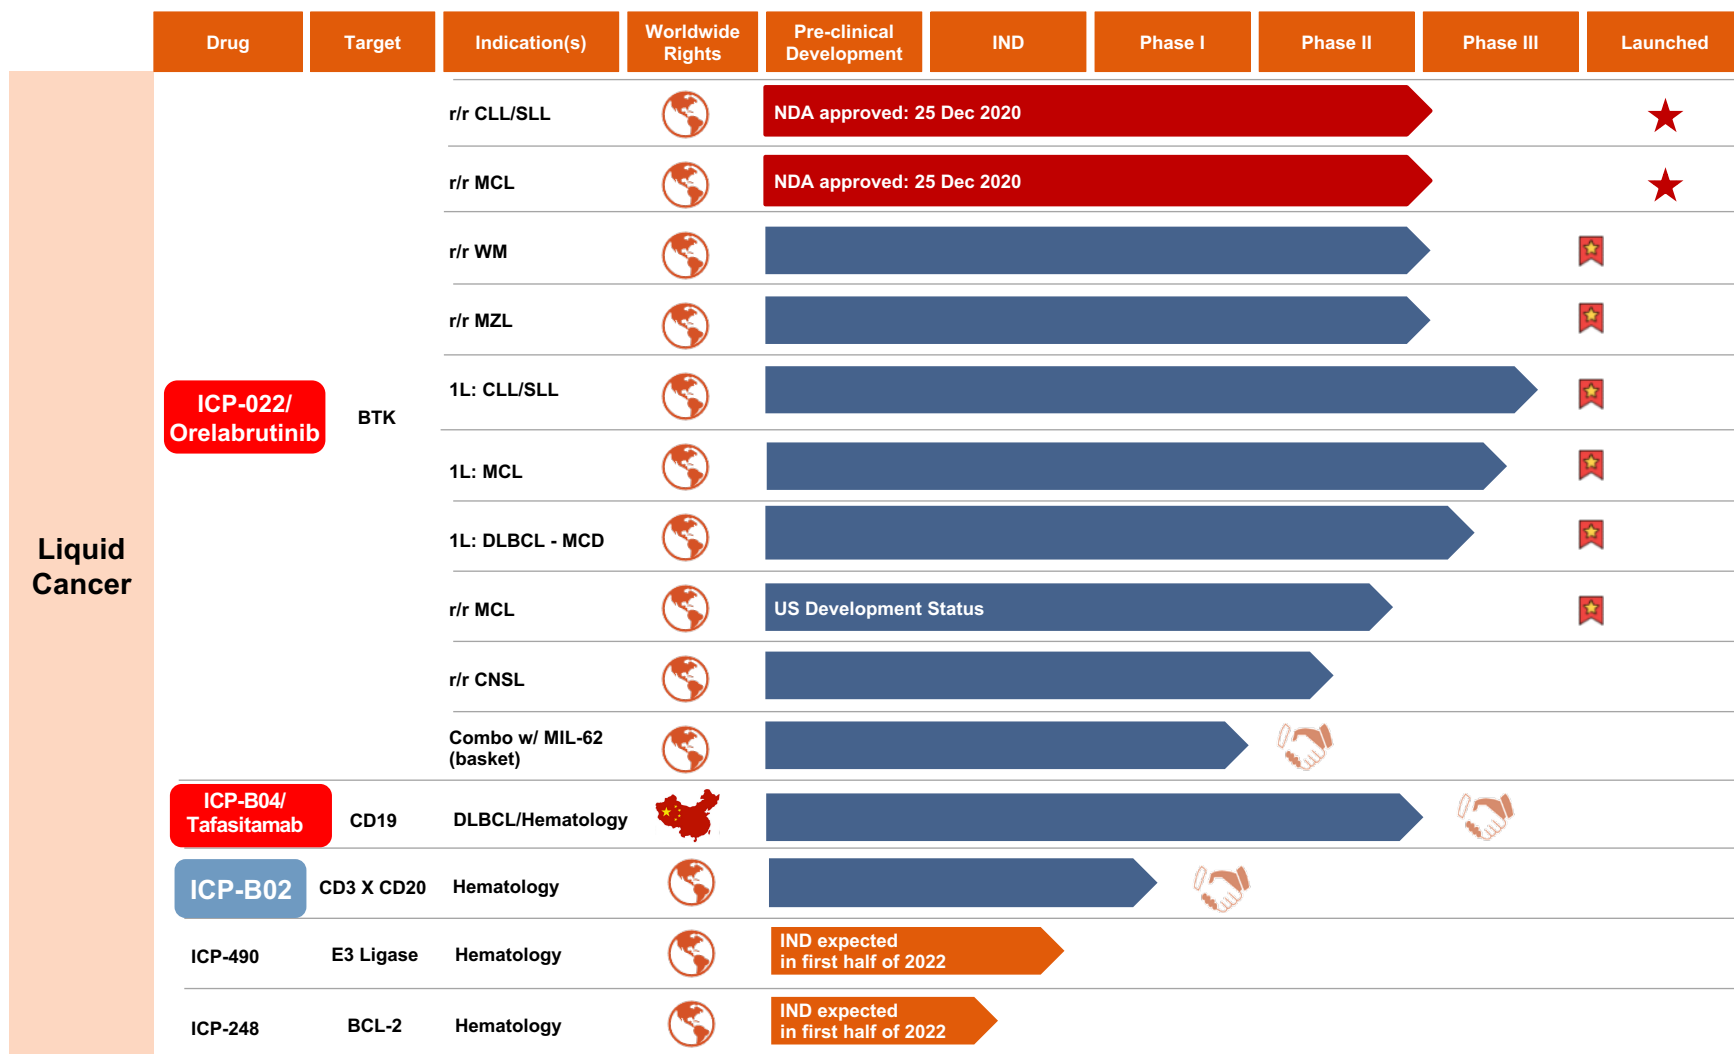 Drug
Target
Indication(s)
Worldwide
Rights
Pre-clinical
Development
IND
Phase I
Phase II
Phase III
Launched
Liquid
Cancer
ICP-022/
Orelabrutinib
BTK
r/r CLL/SLL
NDA approved: 25 Dec 2020
r/r MCL
NDA approved: 25 Dec 2020
r/r WM
r/r MZL
1L: CLL/SLL
1L: MCL
1L: DLBCL - MCD
r/r MCL
US Development Status
r/r CNSL
Combo w/ MIL-62
(basket)
ICP-B04/
Tafasitamab
CD19
DLBCL/Hematology
ICP-B02
CD3 X CD20
Hematology
ICP-490
E3 Ligase
Hematology
IND expected
in first half of 2022
ICP-248
BCL-2
Hematology
IND expected
in first half of 2022